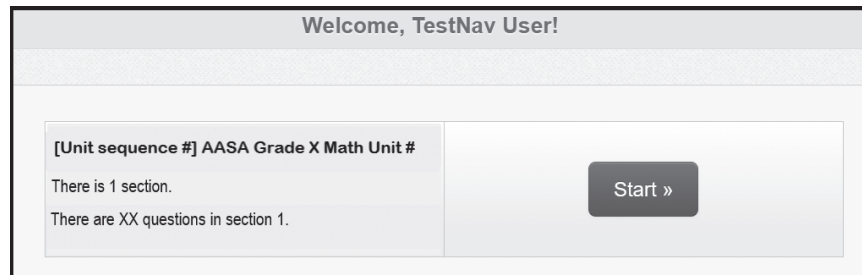 Welcome, TestNav User!
[Unit sequence #] AASA Grade X Math Unit #
There is 1 section.
There are XX questions in section 1.
Start »